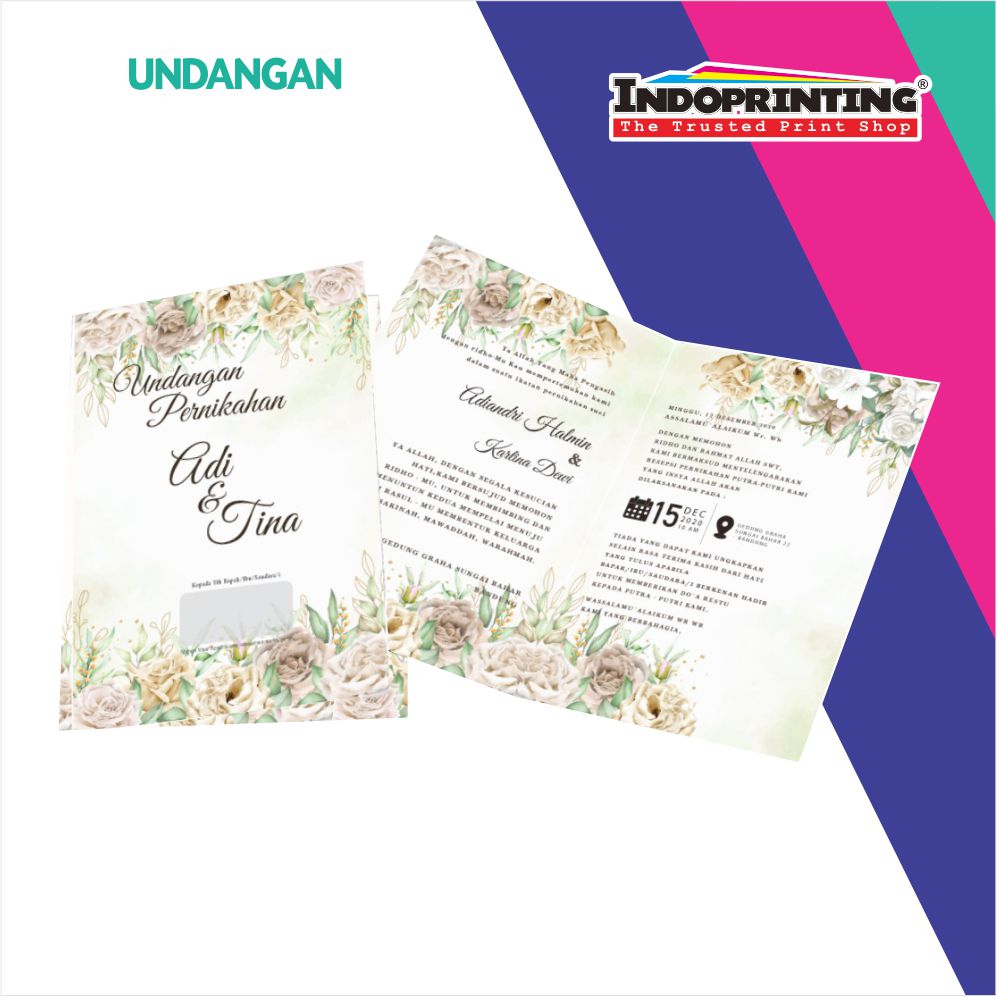 UNDANGAN
INDOPRINTING®
The Trusted Print Shop
Undangan
Pernikahan
Adi
&
Tina
Kepada Yth Bapak/Ibu/Saudara/i
Ya Allah Yang Maha Pengasih
dengan ridho-Mu Kau mempertemukan kami
dalam suatu ikatan pernikahan suci
Adiandri Halmin
&
Kartina Dewi
YA ALLAH, DENGAN SEGALA KESUCIAN
HATI, KAMI BERSUJUD MEMOHON
RIDHO - MU, UNTUK MEMBIMBING DAN
MENUNTUN KEDUA MEMPELAI MENUJU
RASUL - MU MEMBENTUK KELUARGA
SAKINAH, MAWADDAH, WARAHMAH.
GEDUNG GRAHA SUNGAI BAHAR
BANDUNG
MINGGU, 12 DESEMBER 2020
ASSALAMU'ALAIKUM Wr. Wb
DENGAN MEMOHON
RIDHO DAN RAHMAT ALLAH SWT,
KAMI BERMAKSUD MENYELENGARAKAN
RESEPSI PERNIKAHAN PUTRA-PUTRI KAMI
YANG INSYA ALLAH AKAN
DILAKSANAKAN PADA :
15 DEC
2020
10 AM
GEDUNG GRAHA
SUNGAI BAHAR 27
- BANDUNG
TIADA YANG DAPAT KAMI UNGKAPKAN
SELAIN RASA TERIMA KASIH DARI HATI
YANG TULUS APABILA
BAPAK/IBU/SAUDARA/I BERKENAN HADIR
UNTUK MEMBERIKAN DO'A RESTU
KEPADA PUTRA - PUTRI KAMI.
WASSALAMU'ALAIKUM WR WB
KAMI YANG BERBAHAGIA,